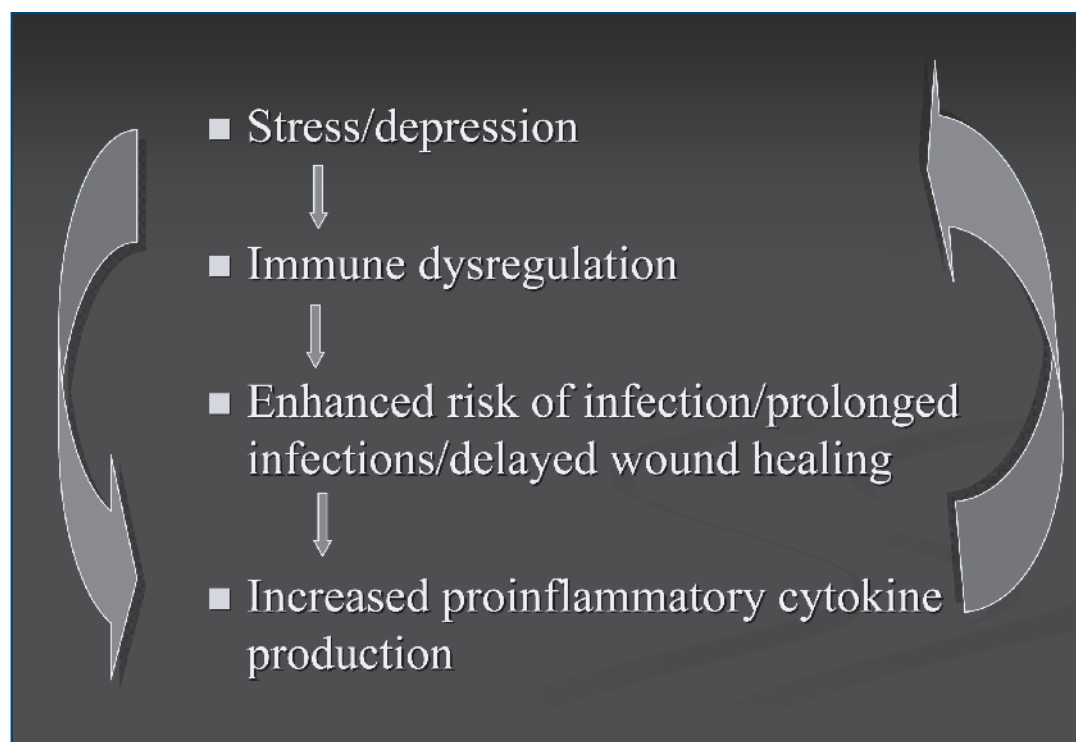 Stress/depression
Immune dysregulation
Enhanced risk of infection/prolonged
infections/delayed wound healing
Increased proinflammatory cytokine
production